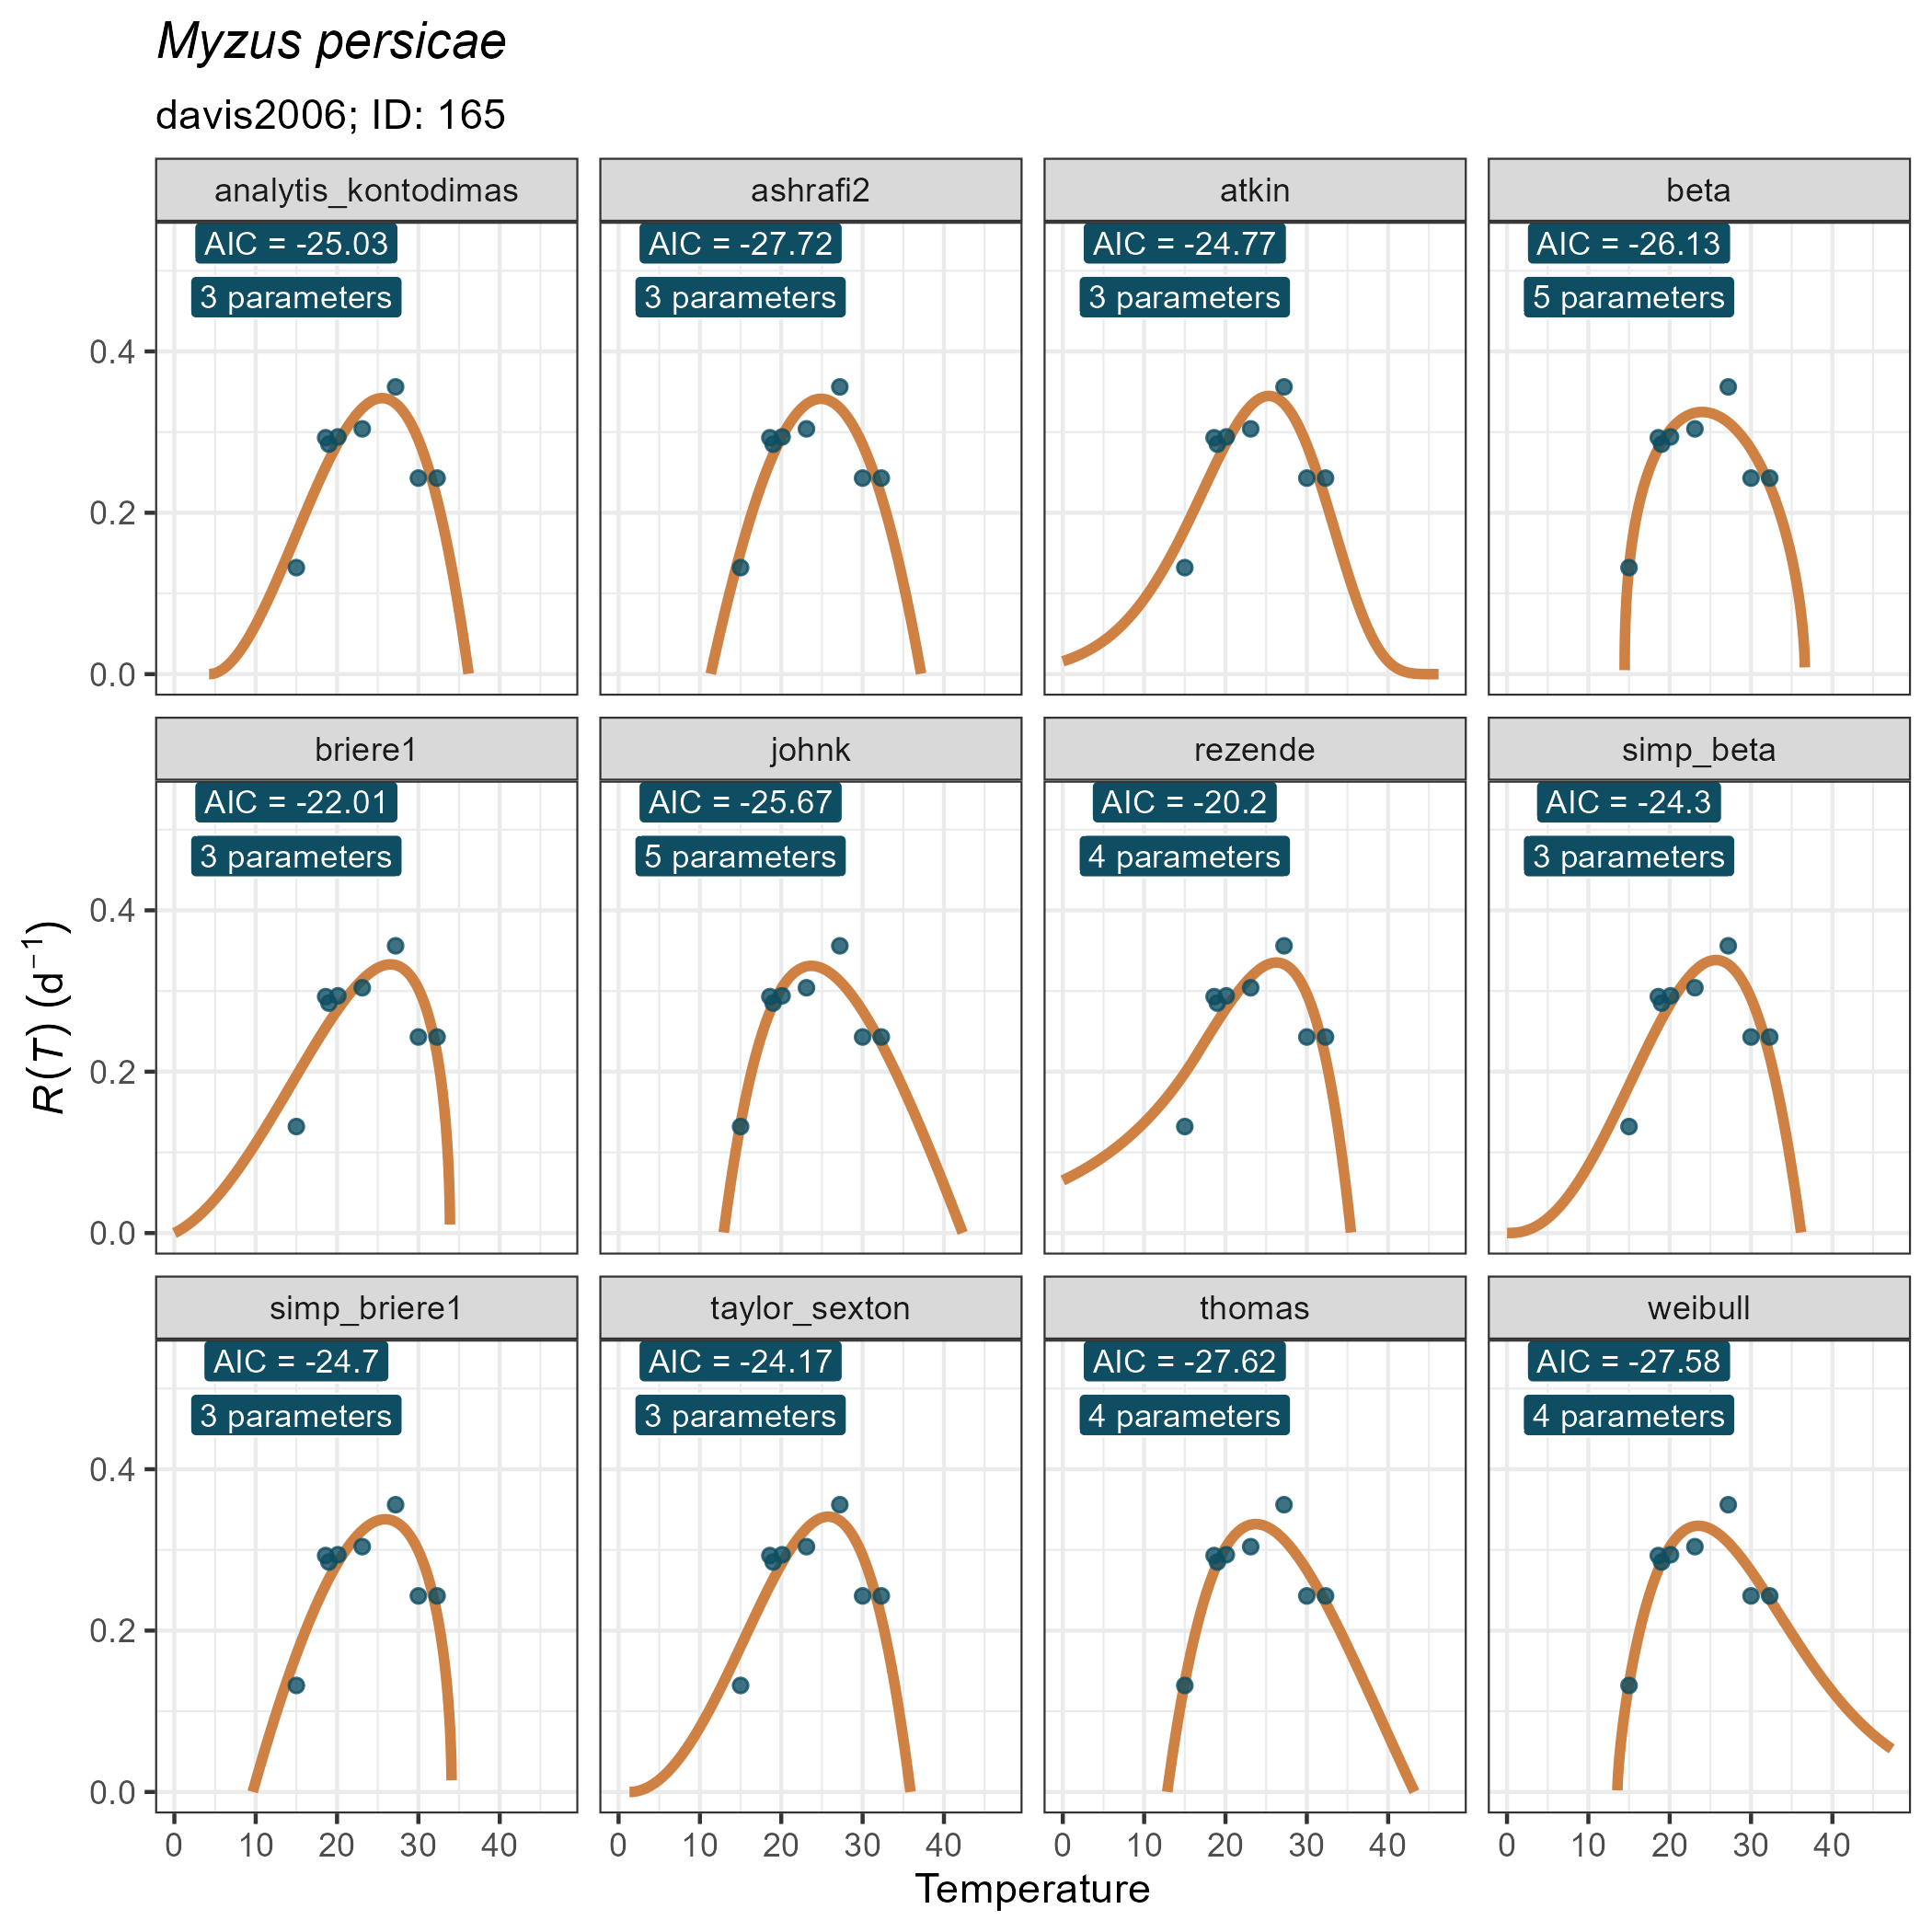 Myzus persicae
davis2006; ID: 165
analytis_kontodimas
ashrafi2
atkin
beta
AIC = -25.03
3 parameters
AIC = -27.72
3 parameters
AIC = -24.77
3 parameters
AIC = -26.13
5 parameters
0.4
0.2
0.0
briere1
johnk
rezende
simp_beta
AIC = -22.01
3 parameters
AIC = -25.67
5 parameters
AIC = -20.2
4 parameters
AIC = -24.3
3 parameters
0.4
0.2
0.0
R(T) (d⁻¹)
simp_briere1
taylor_sexton
thomas
weibull
AIC = -24.7
3 parameters
AIC = -24.17
3 parameters
AIC = -27.62
4 parameters
AIC = -27.58
4 parameters
0.4
0.2
0.0
0 10 20 30 40
0 10 20 30 40
0 10 20 30 40
0 10 20 30 40
Temperature